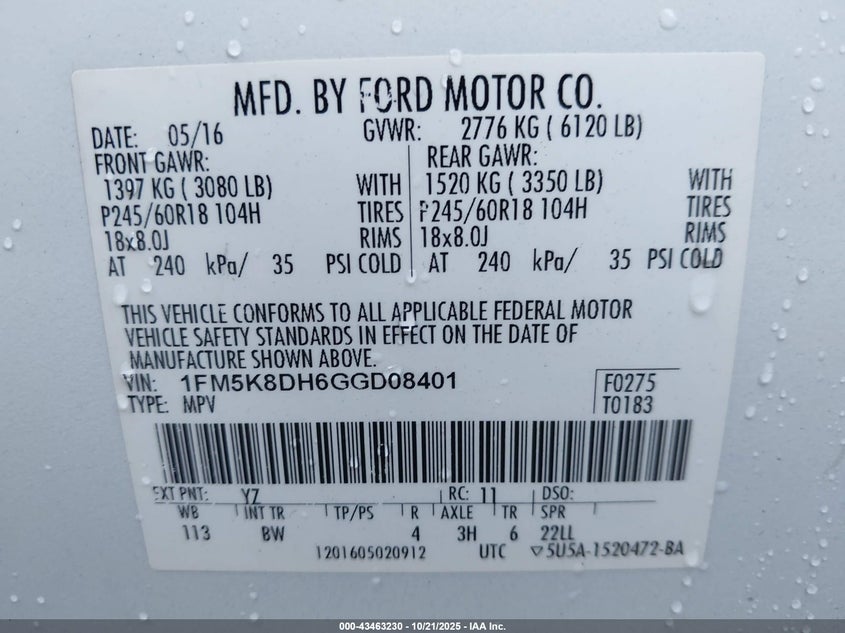 MFD. BY FORD MOTOR CO.
DATE: 05/16 GVWR: 2776 KG ( 6120 LB)
FRONT GAWR: REAR GAWR:
1397 KG ( 3080 LB) WITH 1520 KG ( 3350 LB) WITH
P245/60R18 104H TIRES P245/60R18 104H TIRES
18x8.0J RIMS 18x8.0J RIMS
AT 240 kPa/ 35 PSI COLD AT 240 kPa/ 35 PSI COLD
THIS VEHICLE CONFORMS TO ALL APPLICABLE FEDERAL MOTOR
VEHICLE SAFETY STANDARDS IN EFFECT ON THE DATE OF
MANUFACTURE SHOWN ABOVE.
VIN: 1FM5K8DH6GGD08401 F0275
TYPE: MPV T0183
EXT PNT: YZ RC: 11 DSO:
WB INT TR TP/PS R AXLE TR SPR
113 BW 4 3H 6 22LL
1201605020912 UTC ▽5U5A-1520472-BA
000-43463230 - 10/21/2025 - IAA Inc.